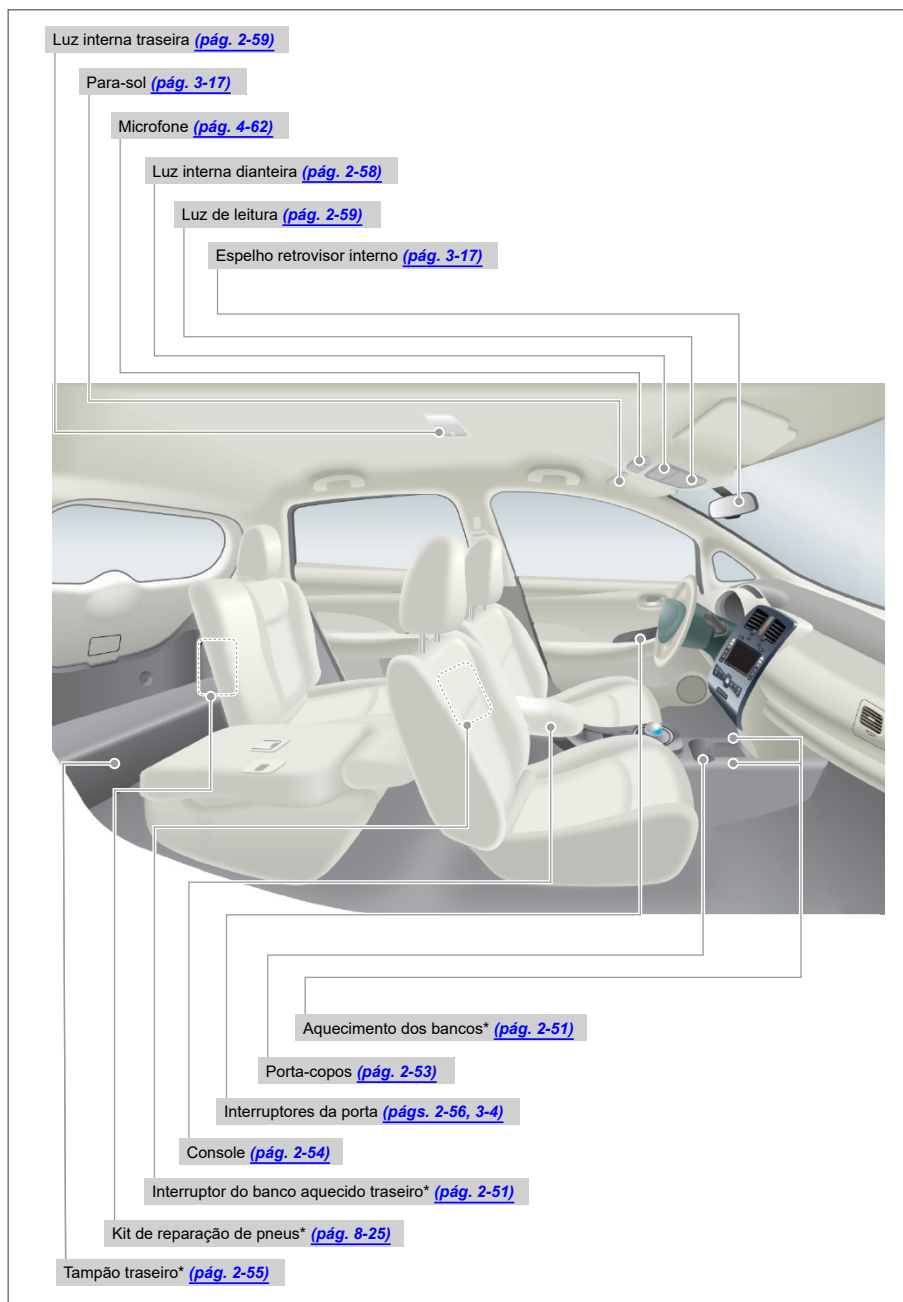 Luz interna traseira (pág. 2-59)
Para-sol (pág. 3-17)
Microfone (pág. 4-62)
Luz interna dianteira (pág. 2-58)
Luz de leitura (pág. 2-59)
Espelho retrovisor interno (pág. 3-17)
Aquecimento dos bancos* (pág. 2-51)
Porta-copos (pág. 2-53)
Interruptores da porta (págs. 2-56, 3-4)
Console (pág. 2-54)
Interruptor do banco aquecido traseiro* (pág. 2-51)
Kit de reparação de pneus* (pág. 8-25)
Tampão traseiro* (pág. 2-55)